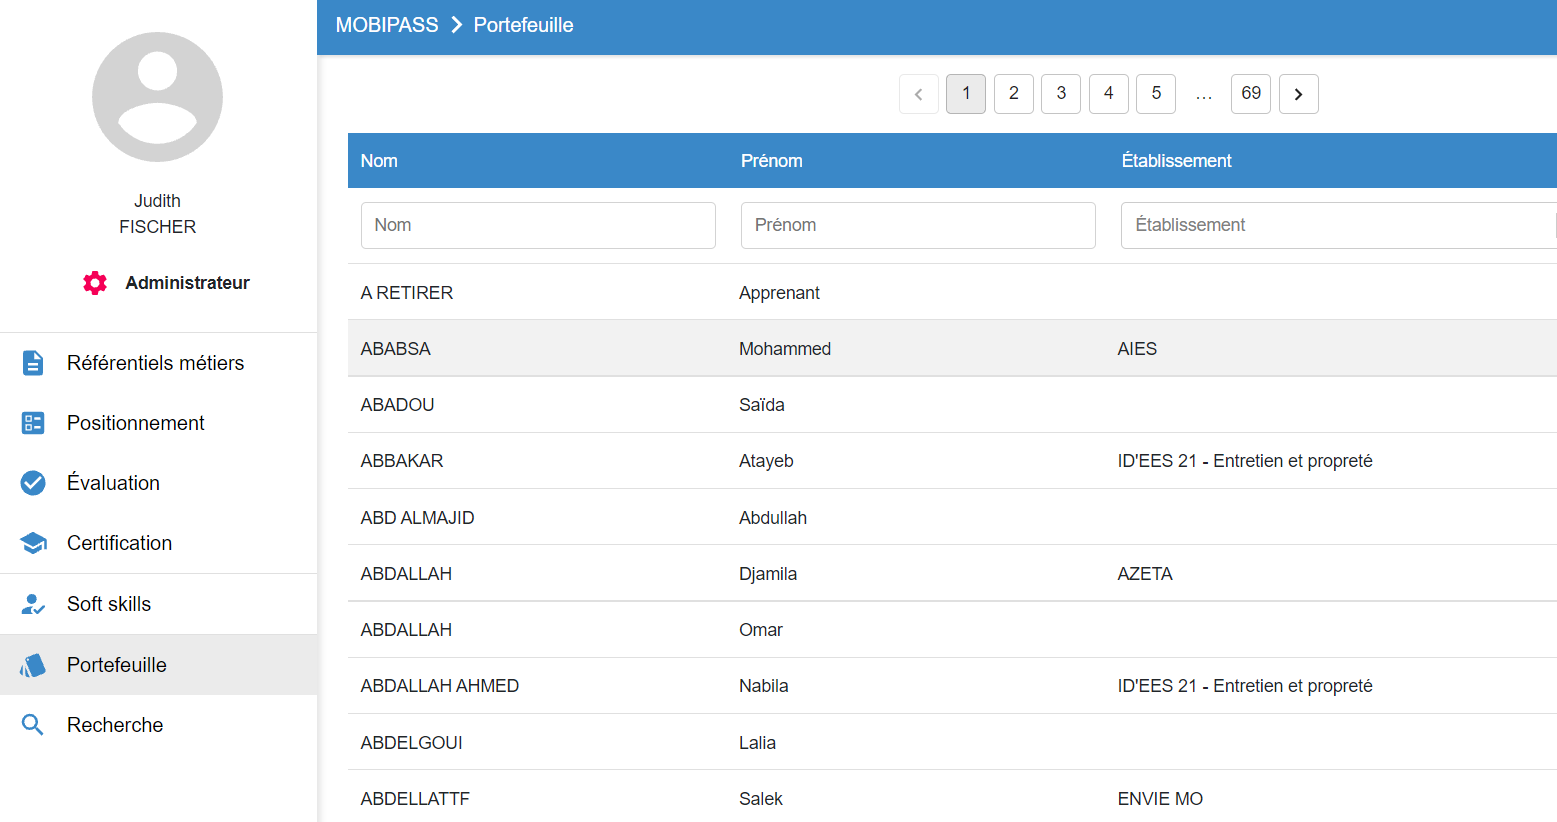 Judith
FISCHER
Administrateur
Référentiels métiers
Positionnement
Évaluation
Certification
Soft skills
Portefeuille
Recherche
MOBIPASS > Portefeuille
1 2 3 4 5 ... 69
Nom Prénom Établissement
Nom Prénom Établissement
A RETIRER Apprenant
ABABSA Mohammed AIES
ABADOU Saïda
ABBAKAR Atayeb ID'EES 21 - Entretien et propreté
ABD ALMAJID Abdullah
ABDALLAH Djamila AZETA
ABDALLAH Omar
ABDALLAH AHMED Nabila ID'EES 21 - Entretien et propreté
ABDELGOUI Lalia
ABDELLATTF Salek ENVIE MO